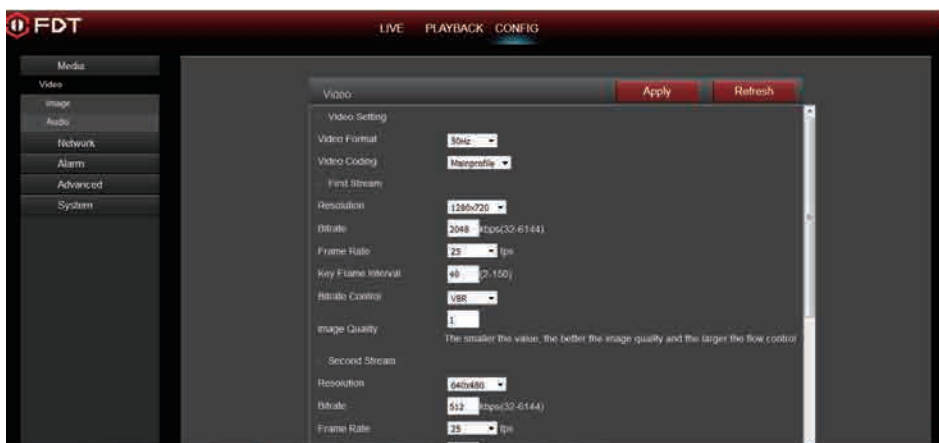 FDT
LIVE PLAYBACK CONFIG
Media
Video
Image
Audio
Network
Alarm
Advanced
System
Video Apply Refresh
Video Setting
Video Format 50Hz
Video Coding Mainprofile
First Stream
Resolution 1280x720
Bitrate 2048 kbps(32-6144)
Frame Rate 25 fps
Key Frame Interval (2-150)
Bitrate Control VBR
Image Quality 1
The smaller the value, the better the image quality and the larger the flow control
Second Stream
Resolution 640x480
Bitrate 512 kbps(32-6144)
Frame Rate 25 fps